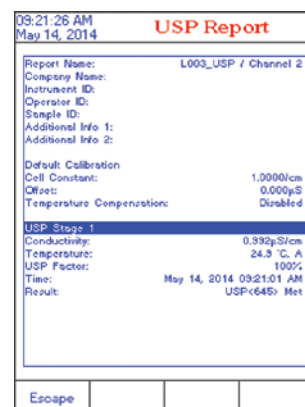 09:21:26 AM
May 14, 2014
USP Report
Report Name: L003_USP / Channel 2
Company Name:
Instrument ID:
Operator ID:
Sample ID:
Additional Info 1:
Additional Info 2:
Default Calibration
Cell Constant: 1.0000/cm
Offset: 0.000µS
Temperature Compensation: Disabled
USP Stage 1
Conductivity: 0.992µS/cm
Temperature: 24.9 °C, A
USP Factor: 100%
Time: May 14, 2014 09:21:01 AM
Result: USP<645> Met
Escape